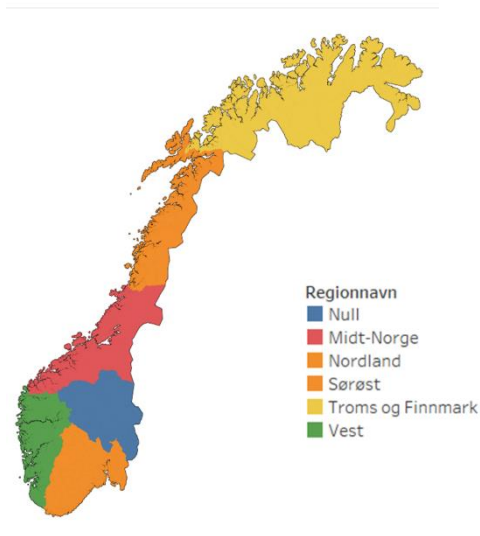 Regionnavn
Null
Midt-Norge
Nordland
Sørøst
Troms og Finnmark
Vest